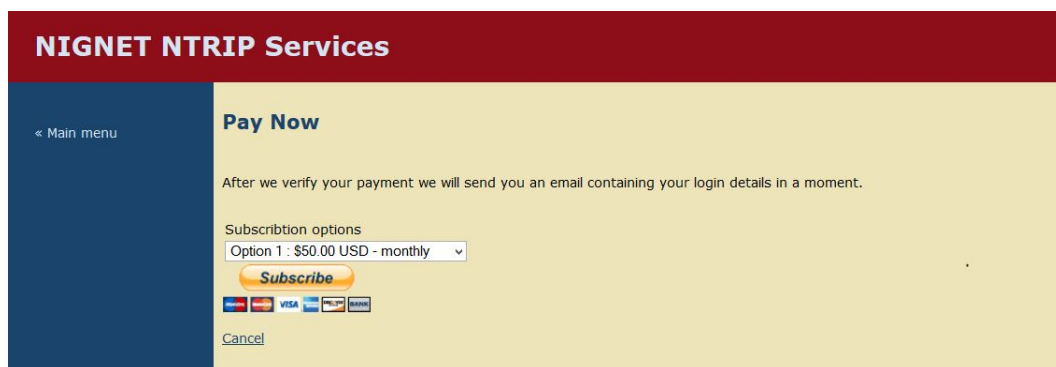 NIGNET NTRIP Services
« Main menu
Pay Now
After we verify your payment we will send you an email containing your login details in a moment.
Subscribtion options
Option 1 : $50.00 USD - monthly
Subscribe
VISA
BANK
Cancel